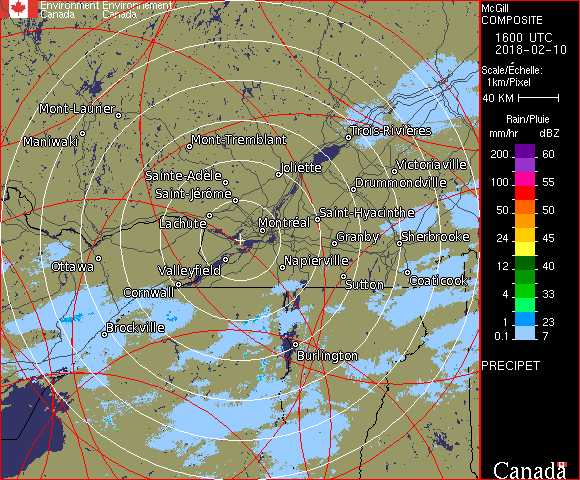 Environment Environnement
Canada Canada
McGill
COMPOSITE
1600 UTC
2018-02-10
Scale/Échelle:
1km/Pixel
40 KM
Rain/Pluie
mm/hr dBZ
200 60
150 55
100 55
50 50
24 45
12 40
4 33
1 23
0.1 7
PRECIPET
Canada
Mont-Laurier
Maniwaki
Mont-Tremblant
Trois-Rivières
Sainte-Adèle
Joliette
Victoriaville
Saint-Jérôme
Drummondville
Lachute
Montréal
Saint-Hyacinthe
Granby
Sherbrooke
Ottawa
Valleyfield
Napierville
Cornwall
Sutton
Coaticook
Brockville
Burlington